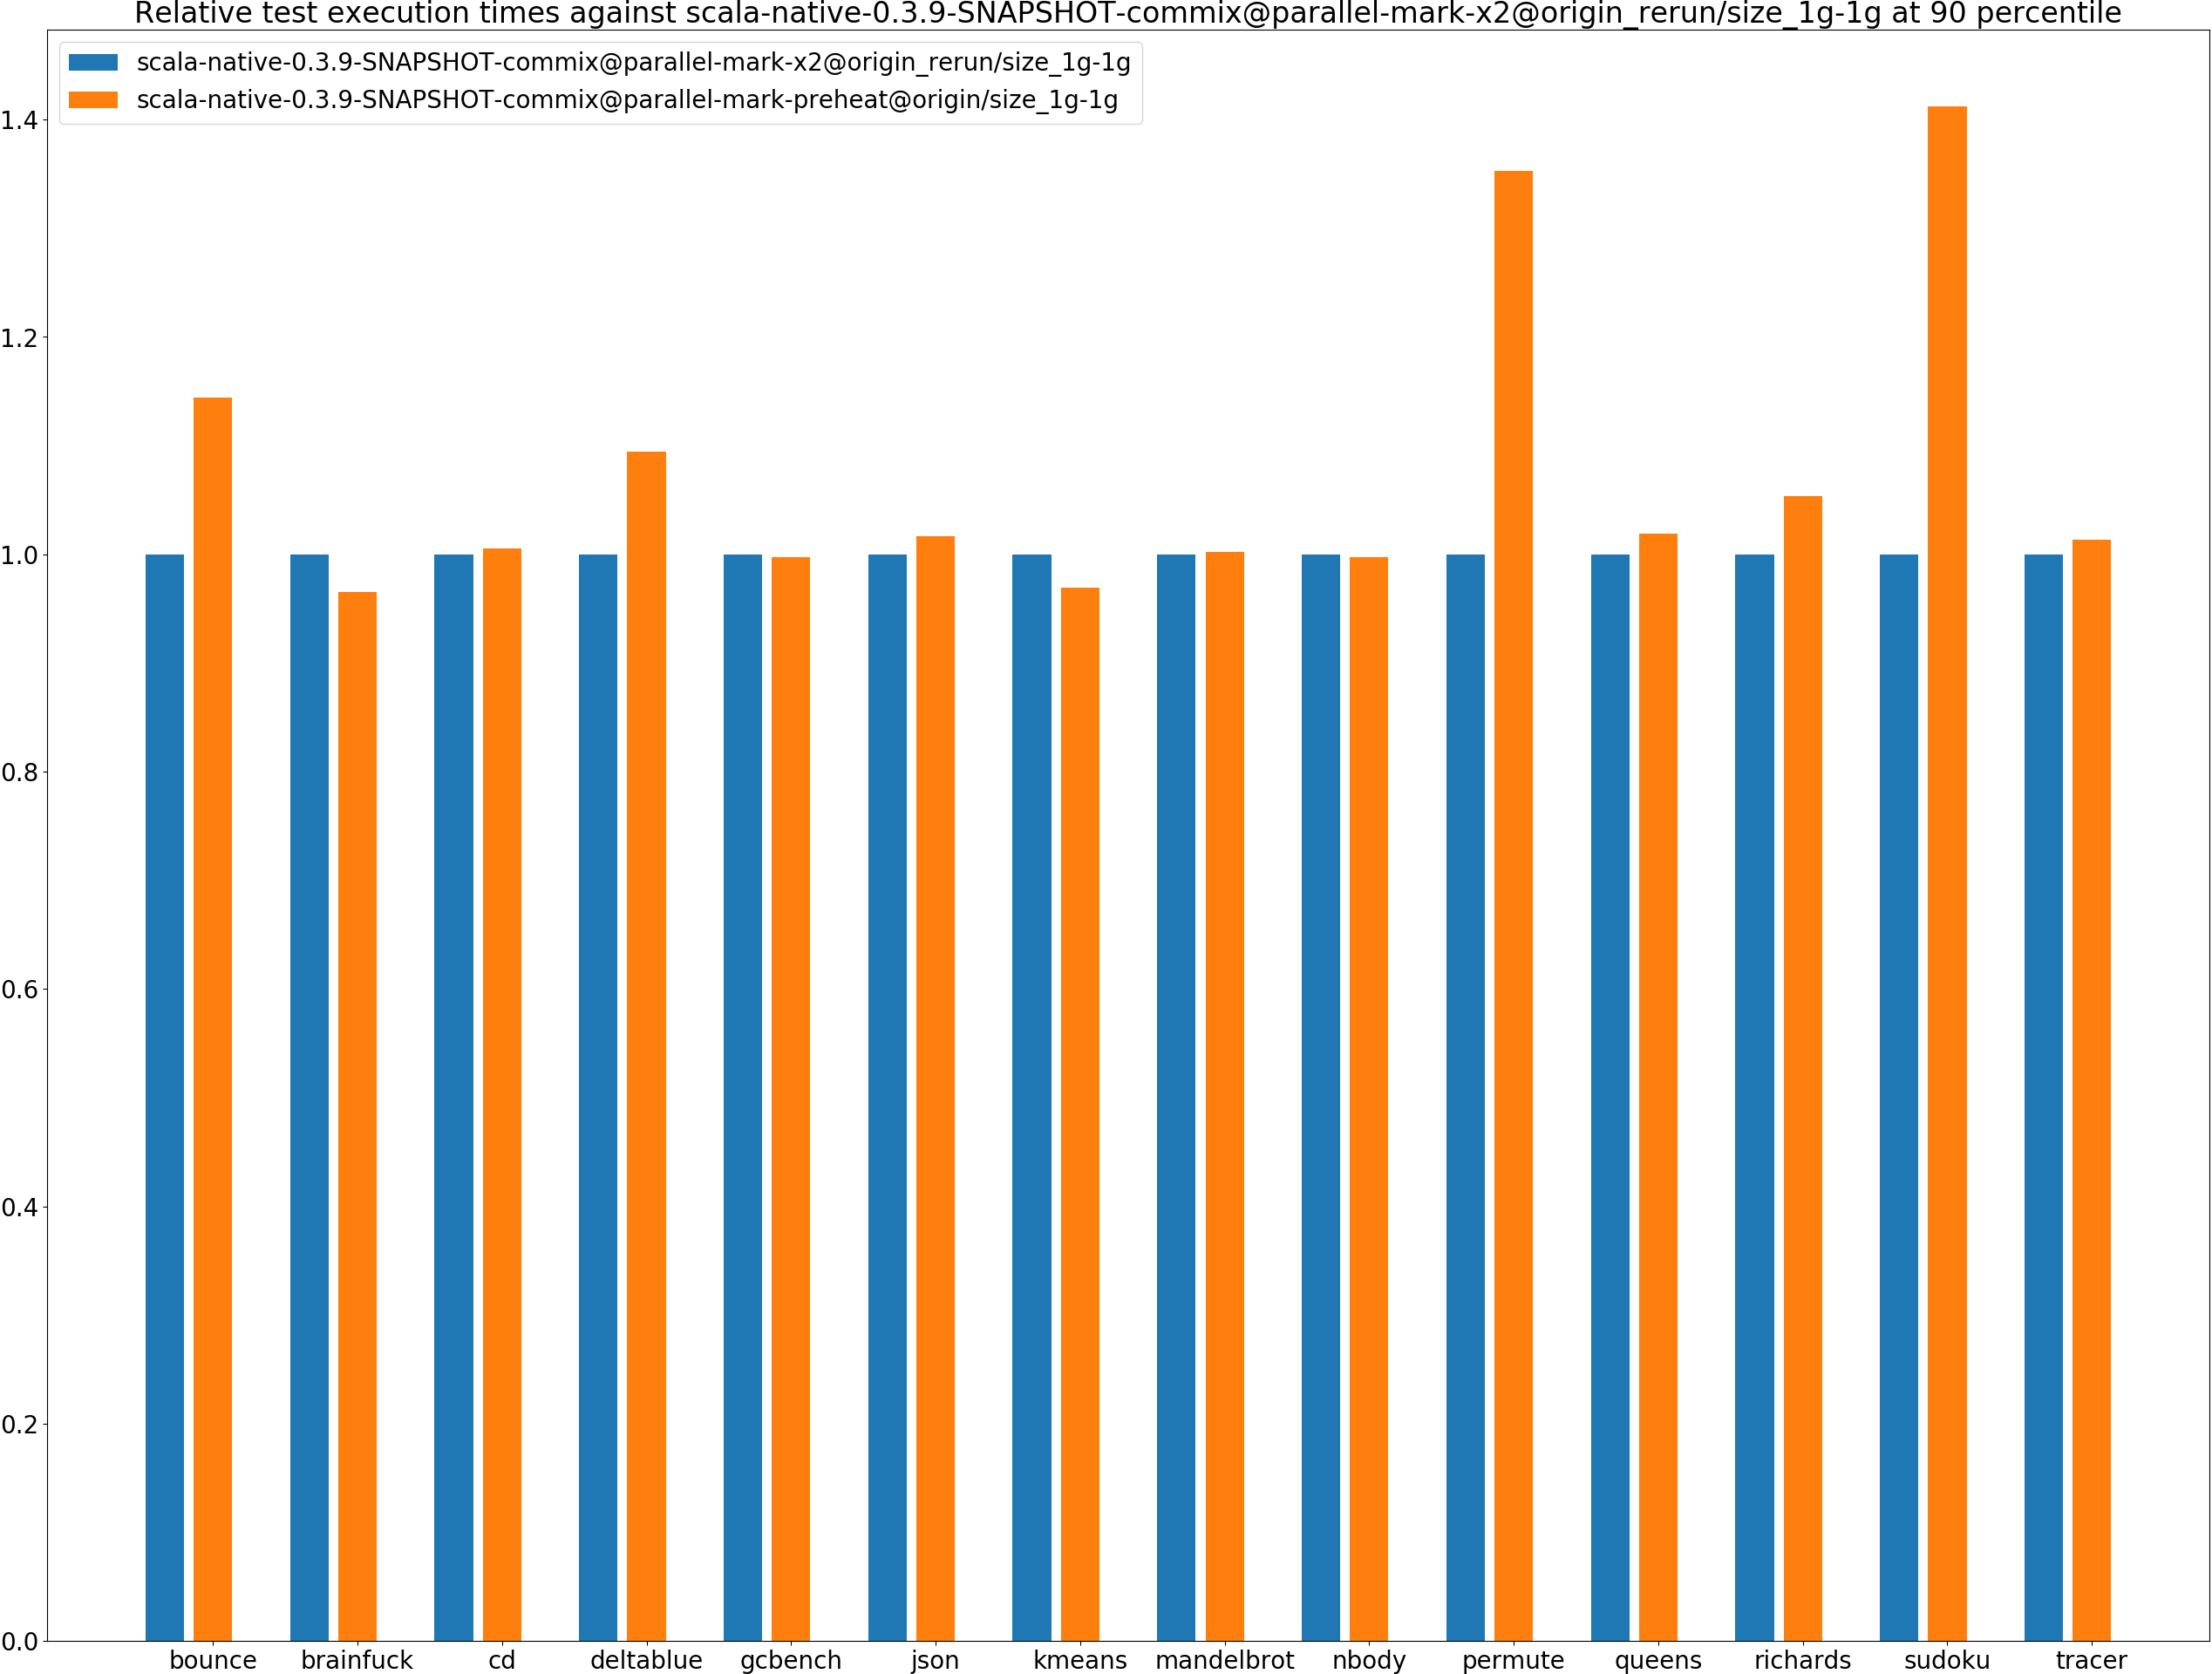 Relative test execution times against scala-native-0.3.9-SNAPSHOT-commix@parallel-mark-x2@origin_rerun/size_1g-1g at 90 percentile
scala-native-0.3.9-SNAPSHOT-commix@parallel-mark-x2@origin_rerun/size_1g-1g
scala-native-0.3.9-SNAPSHOT-commix@parallel-mark-preheat@origin/size_1g-1g
1.4
1.2
1.0
0.8
0.6
0.4
0.2
0.0
bounce brainfuck cd deltablue gcbench json kmeans mandelbrot nbody permute queens richards sudoku tracer